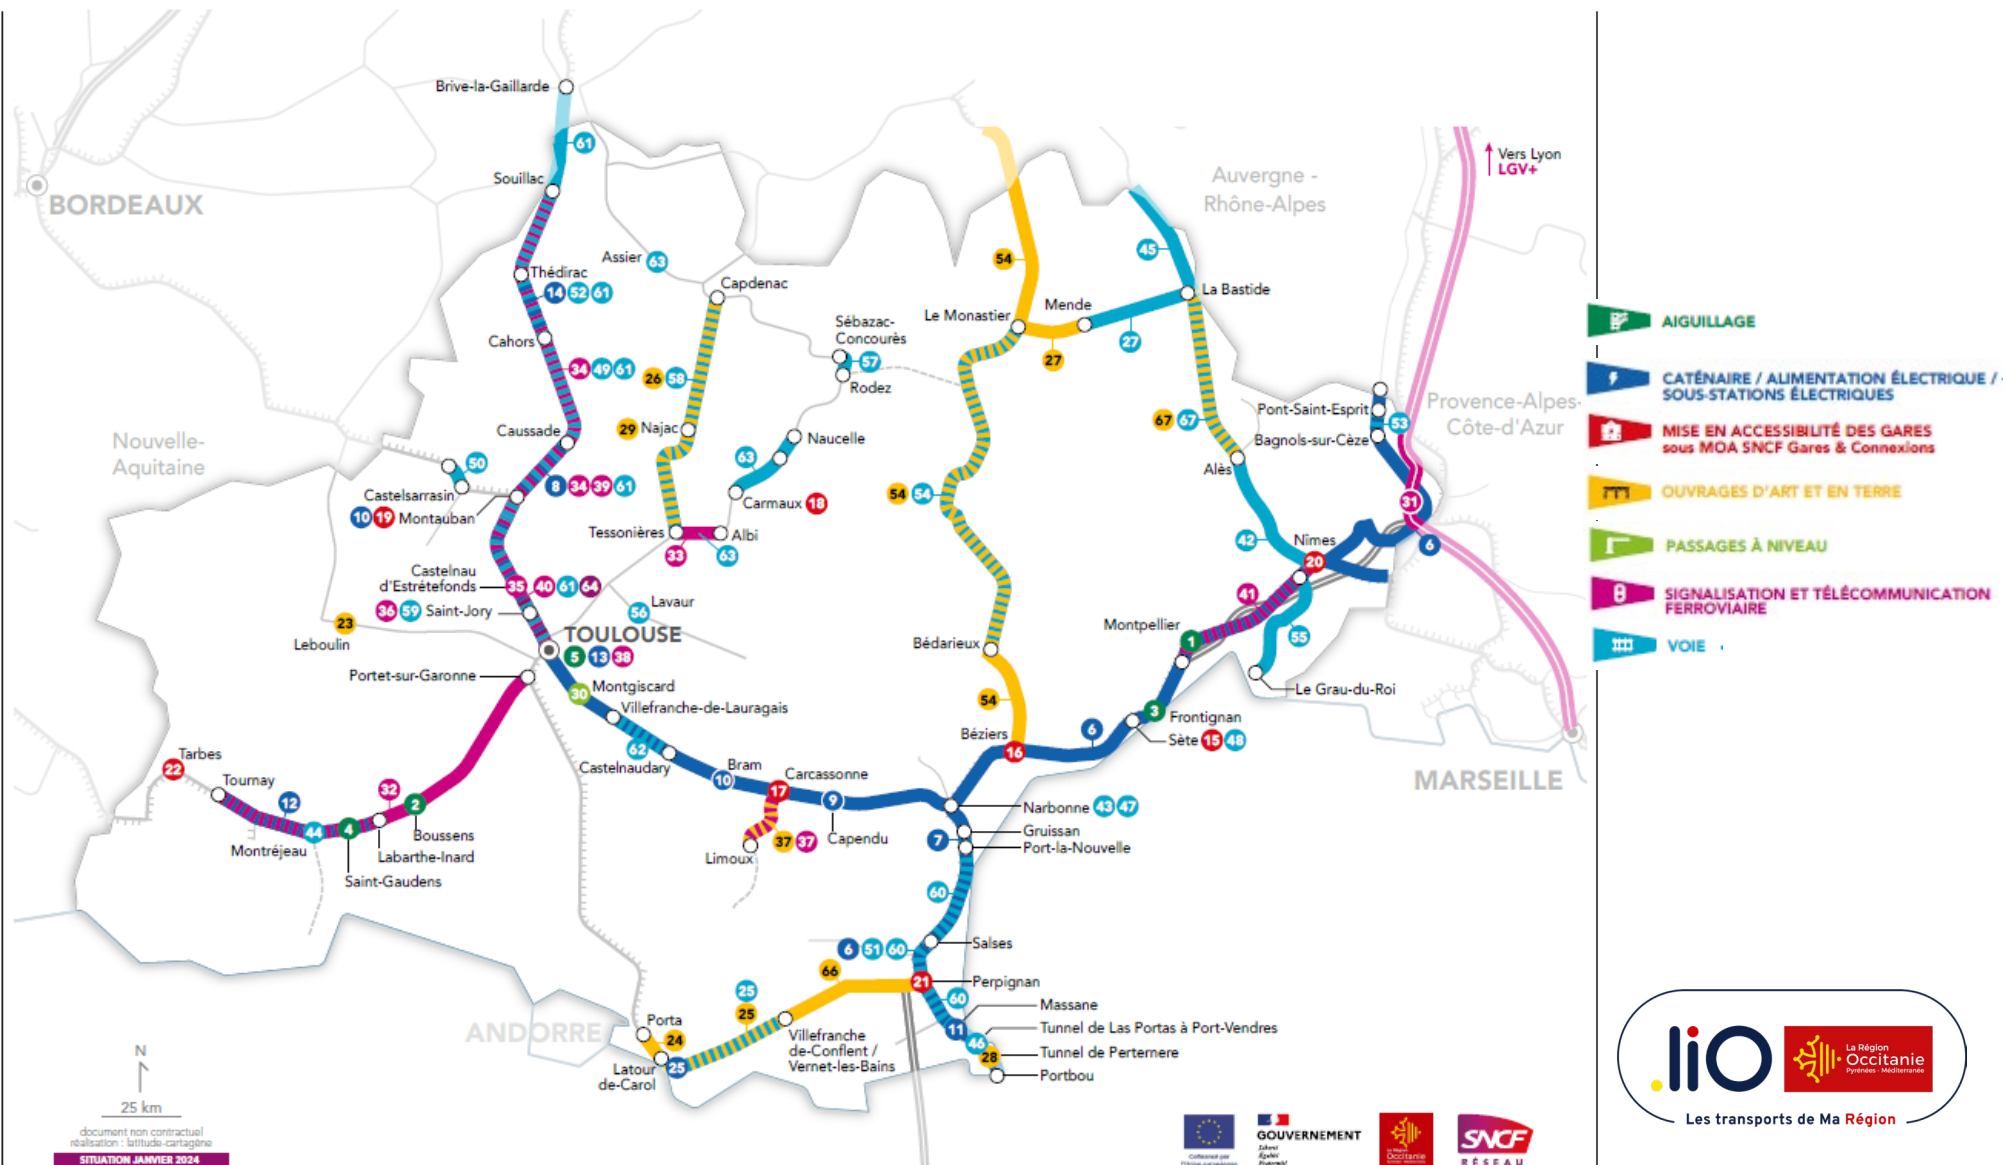 Brive-la-Gaillarde
61
Souillac
BORDEAUX
Auvergne -
Rhône-Alpes
Vers Lyon
LGV+
Assier 63
Thédirac
14 52 61
Capdenac
54
45
La Bastide
Mende
Le Monastier
27
27
Sébazac-
Concourès
57
Rodez
Cahors
34 49 61
26 58
29 Najac
Caussade
Naucelle
63
Nouvelle-
Aquitaine
50
Castelsarrasin
10 19 Montauban
8 34 39 61
Carmaux 18
54 54
67 67
Alès
Pont-Saint-Esprit
53
Bagnols-sur-Cèze
Provence-Alpes-
Côte-d'Azur
31
6
Tessonières
33
Albi
63
42
Nîmes
20
Castelnau
d'Estrétefonds
35 40 61 64
36 59 Saint-Jory
Lavaur
56
23
Leboulin
TOULOUSE
5 13 38
41
Montpellier
1
55
Le Grau-du-Roi
Bédarieux
54
Portet-sur-Garonne
30 Montgiscard
Villefranche-de-Lauragais
62
Castelnaudary
Béziers
16
6
3 Frontignan
Sète 15 48
MARSEILLE
Tarbes
22
Tournay
12
32
44
Montréjeau
4
2
Boussens
Labarthe-Inard
Saint-Gaudens
Bram
10
Carcassonne
17
9
Capendu
Limoux
37 37
Narbonne 43 47
Gruissan
7
Port-la-Nouvelle
60
6 51 60
Salses
66
21
Perpignan
60
Massane
11
Tunnel de Las Portas à Port-Vendres
46
Tunnel de Perternere
28
Portbou
25
25
ANDORRE
Porta
24
Latour
de-Carol
25
Villefranche
de-Conflent /
Vernet-les-Bains
N
25 km
document non contractuel
réalisation : latitude-cartagène
SITUATION JANVIER 2024
GOUVERNEMENT
SNCF
RÉSEAU
AIGUILLAGE
CATÉNAIRE / ALIMENTATION ÉLECTRIQUE /
SOUS-STATIONS ÉLECTRIQUES
MISE EN ACCESSIBILITÉ DES GARES
sous MOA SNCF Gares & Connexions
OUVRAGES D'ART ET EN TERRE
PASSAGES À NIVEAU
SIGNALISATION ET TÉLÉCOMMUNICATION
FERROVIAIRE
VOIE
.liO
La Région
Occitanie
Pyrénées - Méditerranée
Les transports de Ma Région